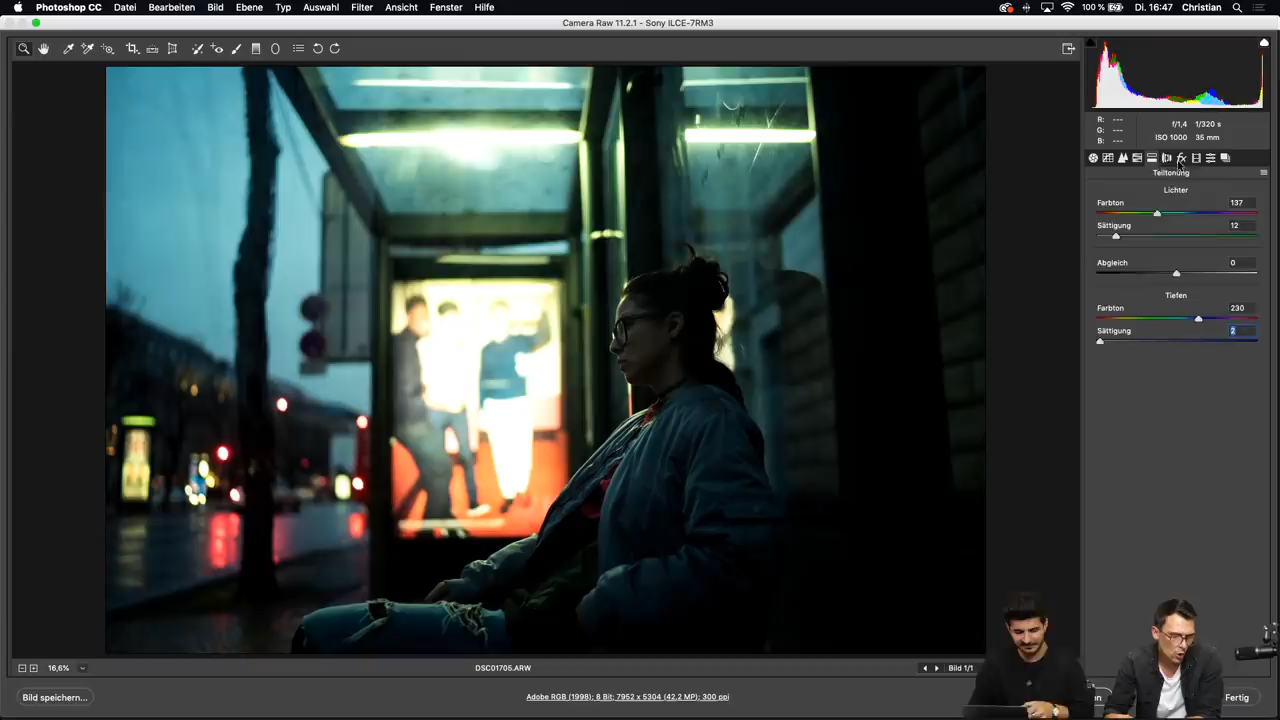 Photoshop CC Datei Bearbeiten Bild Ebene Typ Auswahl Filter Ansicht Fenster Hilfe 100 % Di. 16:47 Christian
Camera Raw 11.2.1 - Sony ILCE-7RM3
R: ---
G: ---
B: ---
f/1,4 1/320 s
ISO 1000 35 mm
Teiltonung
Lichter
Farbton 137
Sättigung 12
Abgleich 0
Tiefen
Farbton 230
Sättigung 2
16,6% DSC01705.ARW Bild 1/1
Bild speichern... Adobe RGB (1998); 8 Bit; 7952 x 5304 (42,2 MP); 300 ppi Fertig